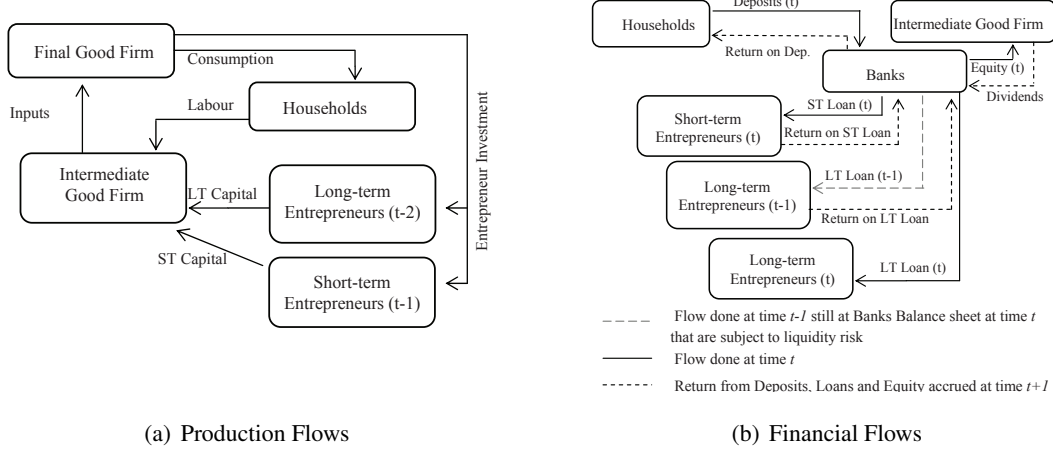 Final Good Firm
Consumption
Labour
Households
Inputs
Intermediate
Good Firm
LT Capital
Long-term
Entrepreneurs (t-2)
ST Capital
Short-term
Entrepreneurs (t-1)
Entrepreneur Investment
(a) Production Flows
Deposits (t)
Households
Intermediate Good Firm
Return on Dep.
Banks
Equity (t)
Dividends
ST Loan (t)
Short-term
Entrepreneurs (t)
Return on ST Loan
LT Loan (t-1)
Long-term
Entrepreneurs (t-1)
Return on LT Loan
Long-term
Entrepreneurs (t)
LT Loan (t)
Flow done at time t-1 still at Banks Balance sheet at time t
that are subject to liquidity risk
Flow done at time t
Return from Deposits, Loans and Equity accrued at time t+1
(b) Financial Flows